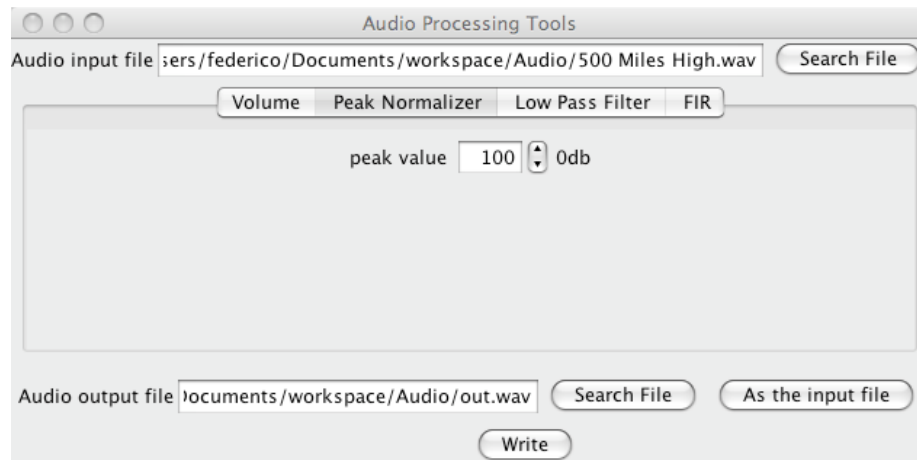 Audio Processing Tools
Audio input file sers/federico/Documents/workspace/Audio/500 Miles High.wav Search File
Volume Peak Normalizer Low Pass Filter FIR
peak value 100 0db
Audio output file Documents/workspace/Audio/out.wav Search File As the input file
Write